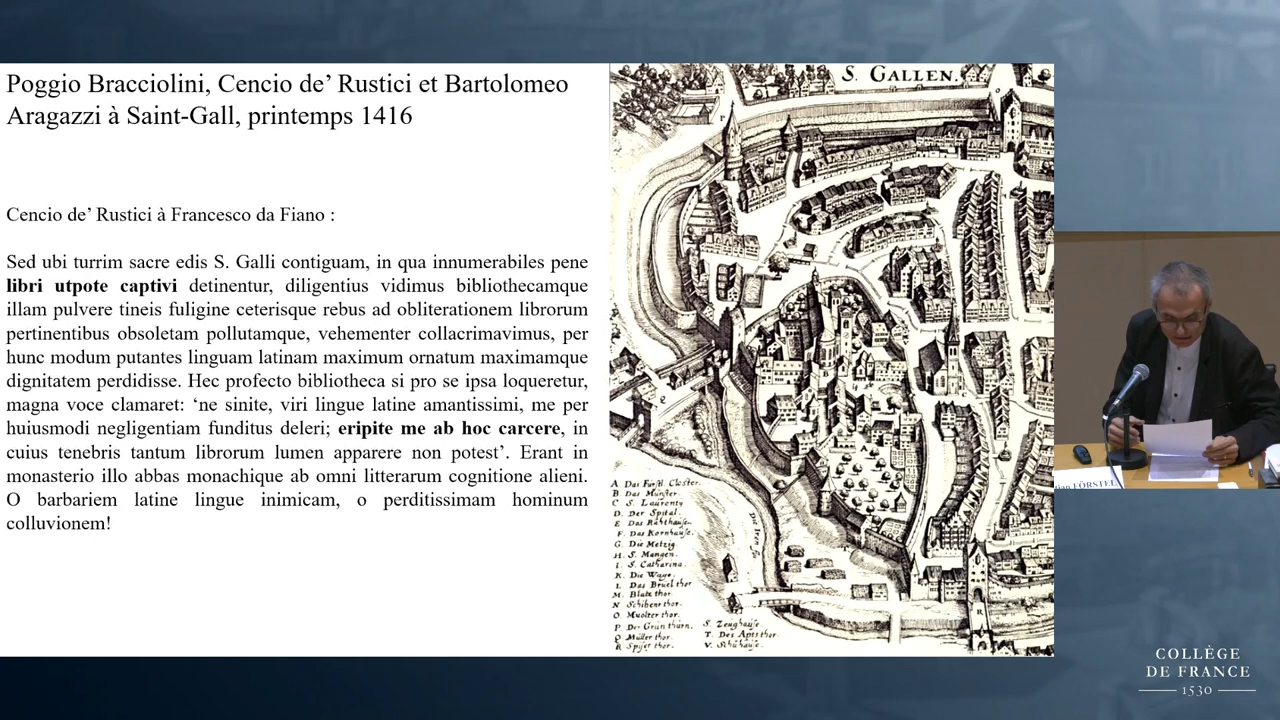 Poggio Bracciolini, Cencio de’ Rustici et Bartolomeo
Aragazzi à Saint-Gall, printemps 1416
Cencio de’ Rustici à Francesco da Fiano :
Sed ubi turrim sacre edis S. Galli contiguam, in qua innumerabiles pene
libri utpote captivi detinentur, diligentius vidimus bibliothecamque
illam pulvere tineis fuligine ceterisque rebus ad obliterationem librorum
pertinentibus obsoletam pollutamque, vehementer collacrimavimus, per
hunc modum putantes linguam latinam maximum ornatum maximamque
dignitatem perdidisse. Hec profecto bibliotheca si pro se ipsa loqueretur,
magna voce clamaret: ‘ne sinite, viri lingue latine amantissimi, me per
huiusmodi negligentiam funditus deleri; eripite me ab hoc carcere, in
cuius tenebris tantum librorum lumen apparere non potest’. Erant in
monasterio illo abbas monachique ab omni litterarum cognitione alieni.
O barbariem latine lingue inimicam, o perditissimam hominum
colluvionem!
S. GALLEN.
A Das Fürstl. Closter.
B Das Münster.
C S. Laurentz
D. Der Spital.
E Das Rahthauß.
F. Das Kornhauß.
G. Die Metzig.
H. S. Mangen.
I. S. Catharina.
K. Die Wage.
L Das Bruel thor
M. Blatz thor.
N Schibene thor.
O. Muolter thor.
P. Der Grün thurn.
Q Müller thor.
R Spyser thor.
S. Zeughauß.
T. Des Apts thor
V. Schühauß.
FÖRSTEL
COLLÈGE
DE FRANCE
1530